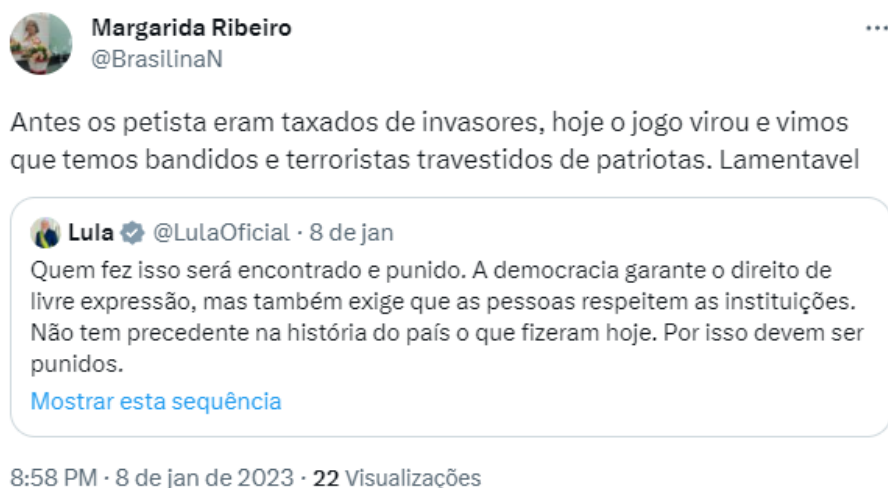 Margarida Ribeiro
@BrasilinaN
Antes os petista eram taxados de invasores, hoje o jogo virou e vimos
que temos bandidos e terroristas travestidos de patriotas. Lamentavel
Lula @LulaOficial · 8 de jan
Quem fez isso será encontrado e punido. A democracia garante o direito de
livre expressão, mas também exige que as pessoas respeitem as instituições.
Não tem precedente na história do país o que fizeram hoje. Por isso devem ser
punidos.
Mostrar esta sequência
8:58 PM · 8 de jan de 2023 · 22 Visualizações